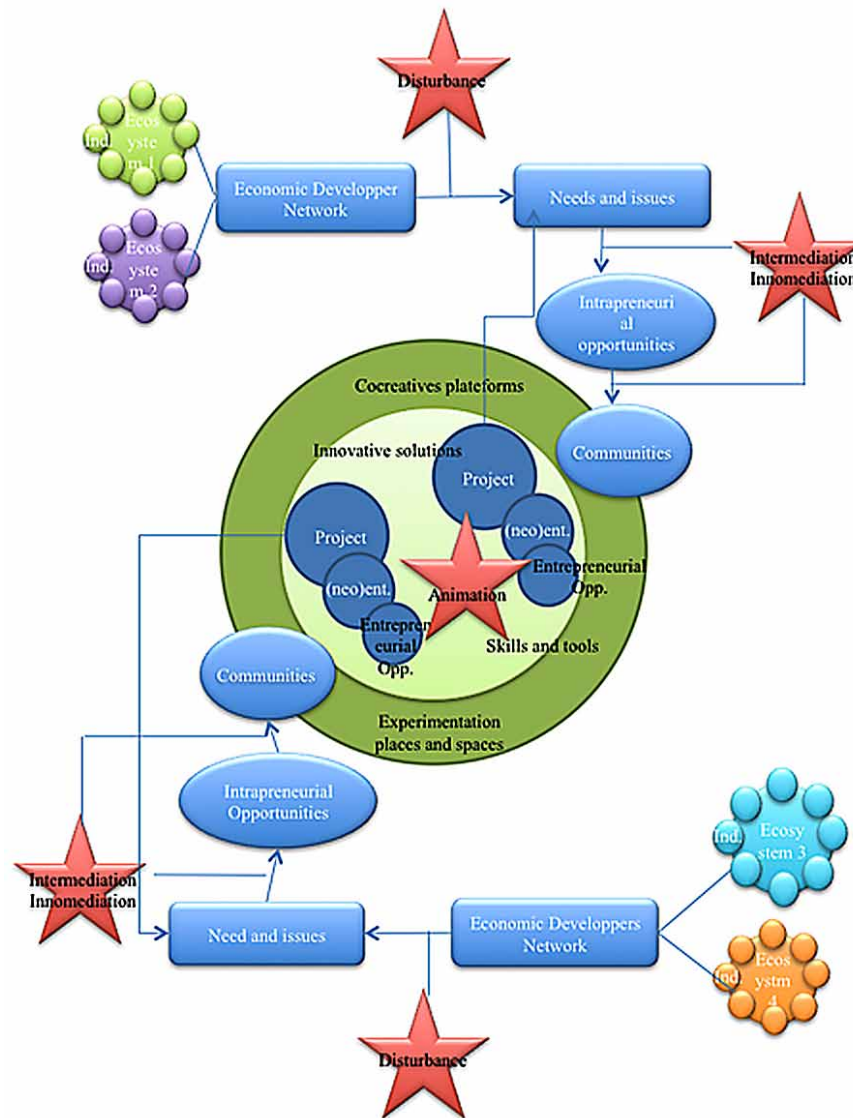 Disturbance
Ind.
Ecos
yste
m 1
Economic Developper
Network
Needs and issues
Ind.
Ecos
yste
m 2
Intermediation
Innomediation
Intrapreneuri
al
opportunities
Cocreatives plateforms
Communities
Innovative solutions
Project
Project
(neo)ent.
Entrepreneurial
Opp.
(neo)ent.
Animation
Entrepren
eurial
Opp.
Skills and tools
Communities
Experimentation
places and spaces
Intrapreneurial
Opportunities
Ind.
Ecosy
stem 3
Intermediation
Innomediation
Need and issues
Economic Developpers
Network
Ind.
Ecos
ystm
4
Disturbance